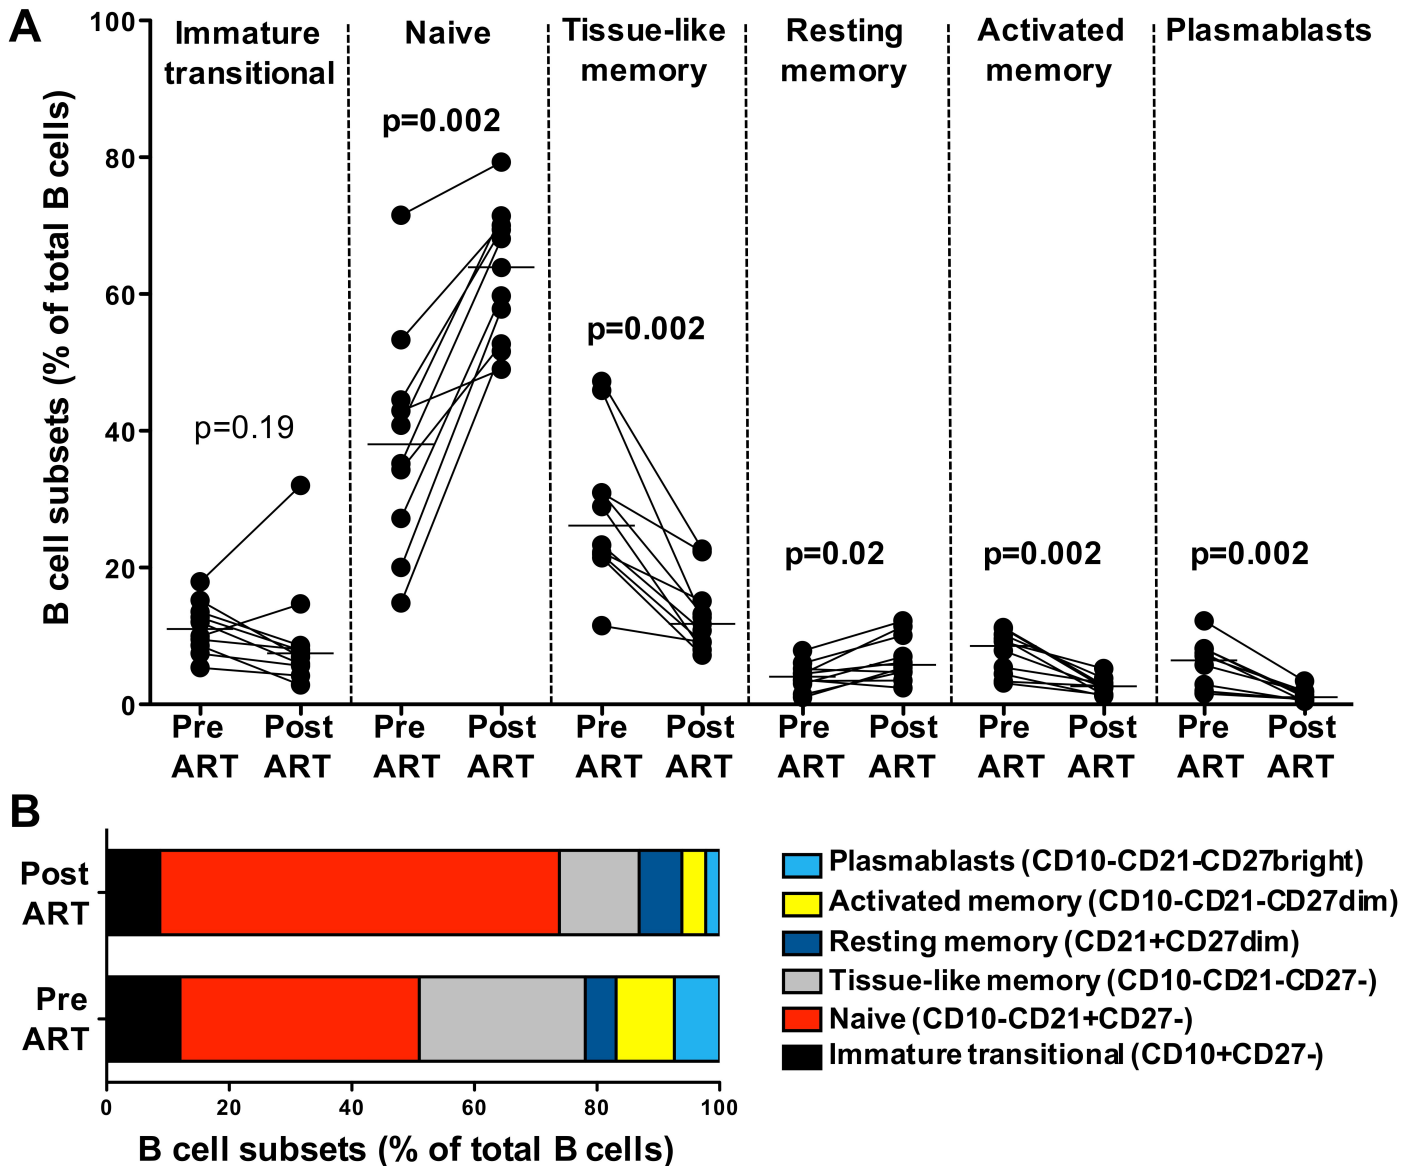 A
100
80
60
40
20
0
B cell subsets (% of total B cells)
Immature
transitional
Naive
Tissue-like
memory
Resting
memory
Activated
memory
Plasmablasts
p=0.19
p=0.002
p=0.002
p=0.02
p=0.002
p=0.002
Pre
ART
Post
ART
Pre
ART
Post
ART
Pre
ART
Post
ART
Pre
ART
Post
ART
Pre
ART
Post
ART
Pre
ART
Post
ART
B
Post
ART
Pre
ART
0
20
40
60
80
100
B cell subsets (% of total B cells)
Plasmablasts (CD10-CD21-CD27bright)
Activated memory (CD10-CD21-CD27dim)
Resting memory (CD21+CD27dim)
Tissue-like memory (CD10-CD21-CD27-)
Naive (CD10-CD21+CD27-)
Immature transitional (CD10+CD27-)